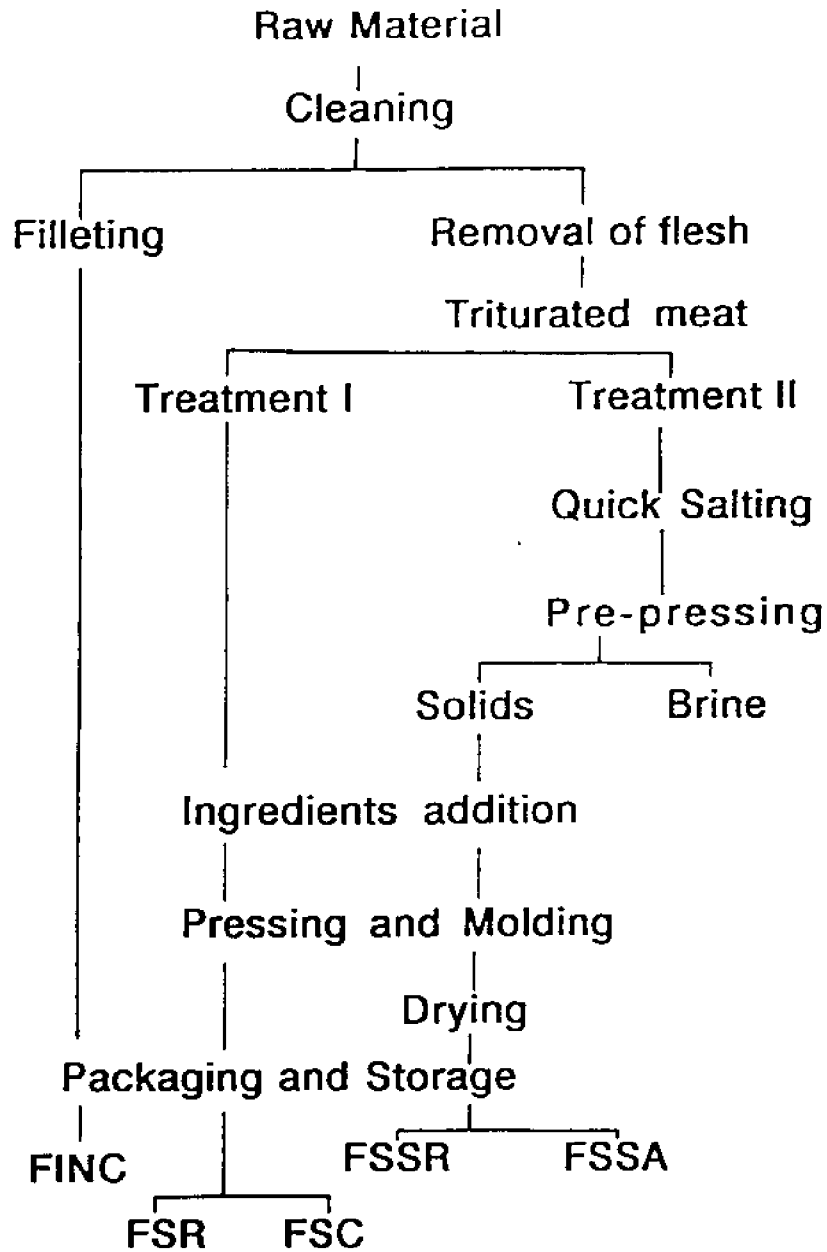 Raw Material
Cleaning
Filleting
Removal of flesh
Triturated meat
Treatment I
Treatment II
Quick Salting
Pre-pressing
Solids
Brine
Ingredients addition
Pressing and Molding
Drying
Packaging and Storage
FINC
FSSR
FSSA
FSR
FSC